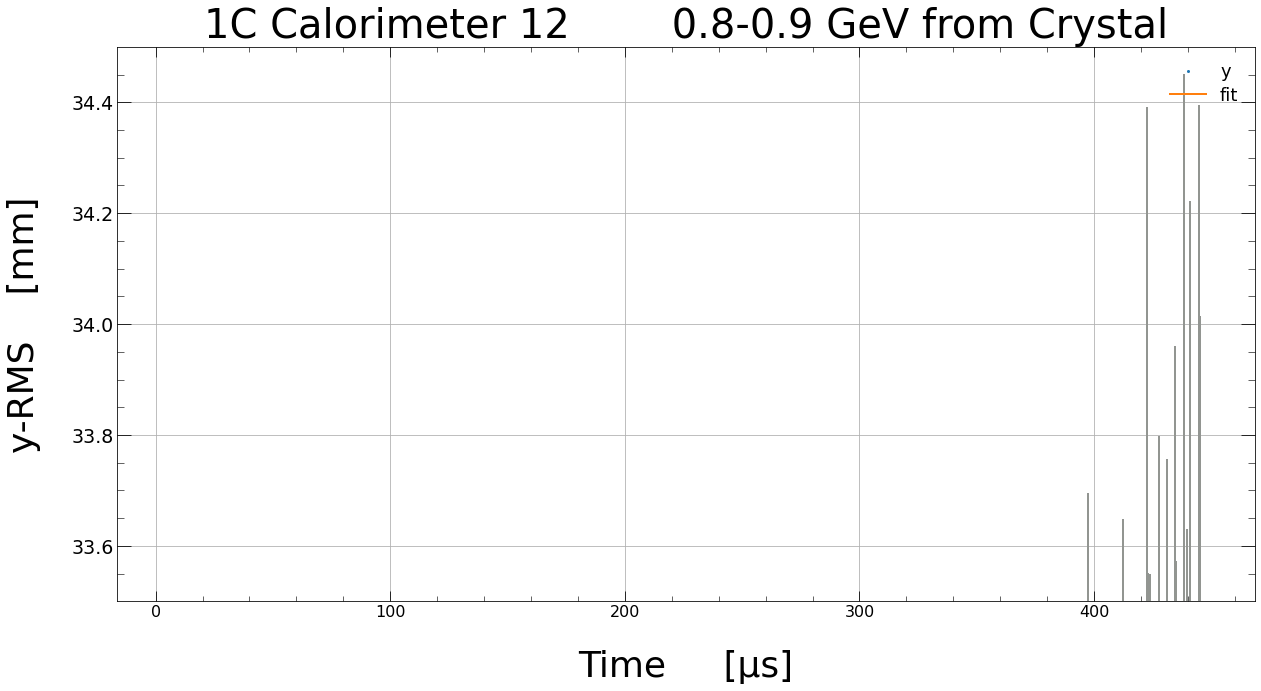 1C Calorimeter 12 0.8-0.9 GeV from Crystal
y
fit
34.4
34.2
34.0
33.8
33.6
y-RMS [mm]
0 100 200 300 400
Time [µs]